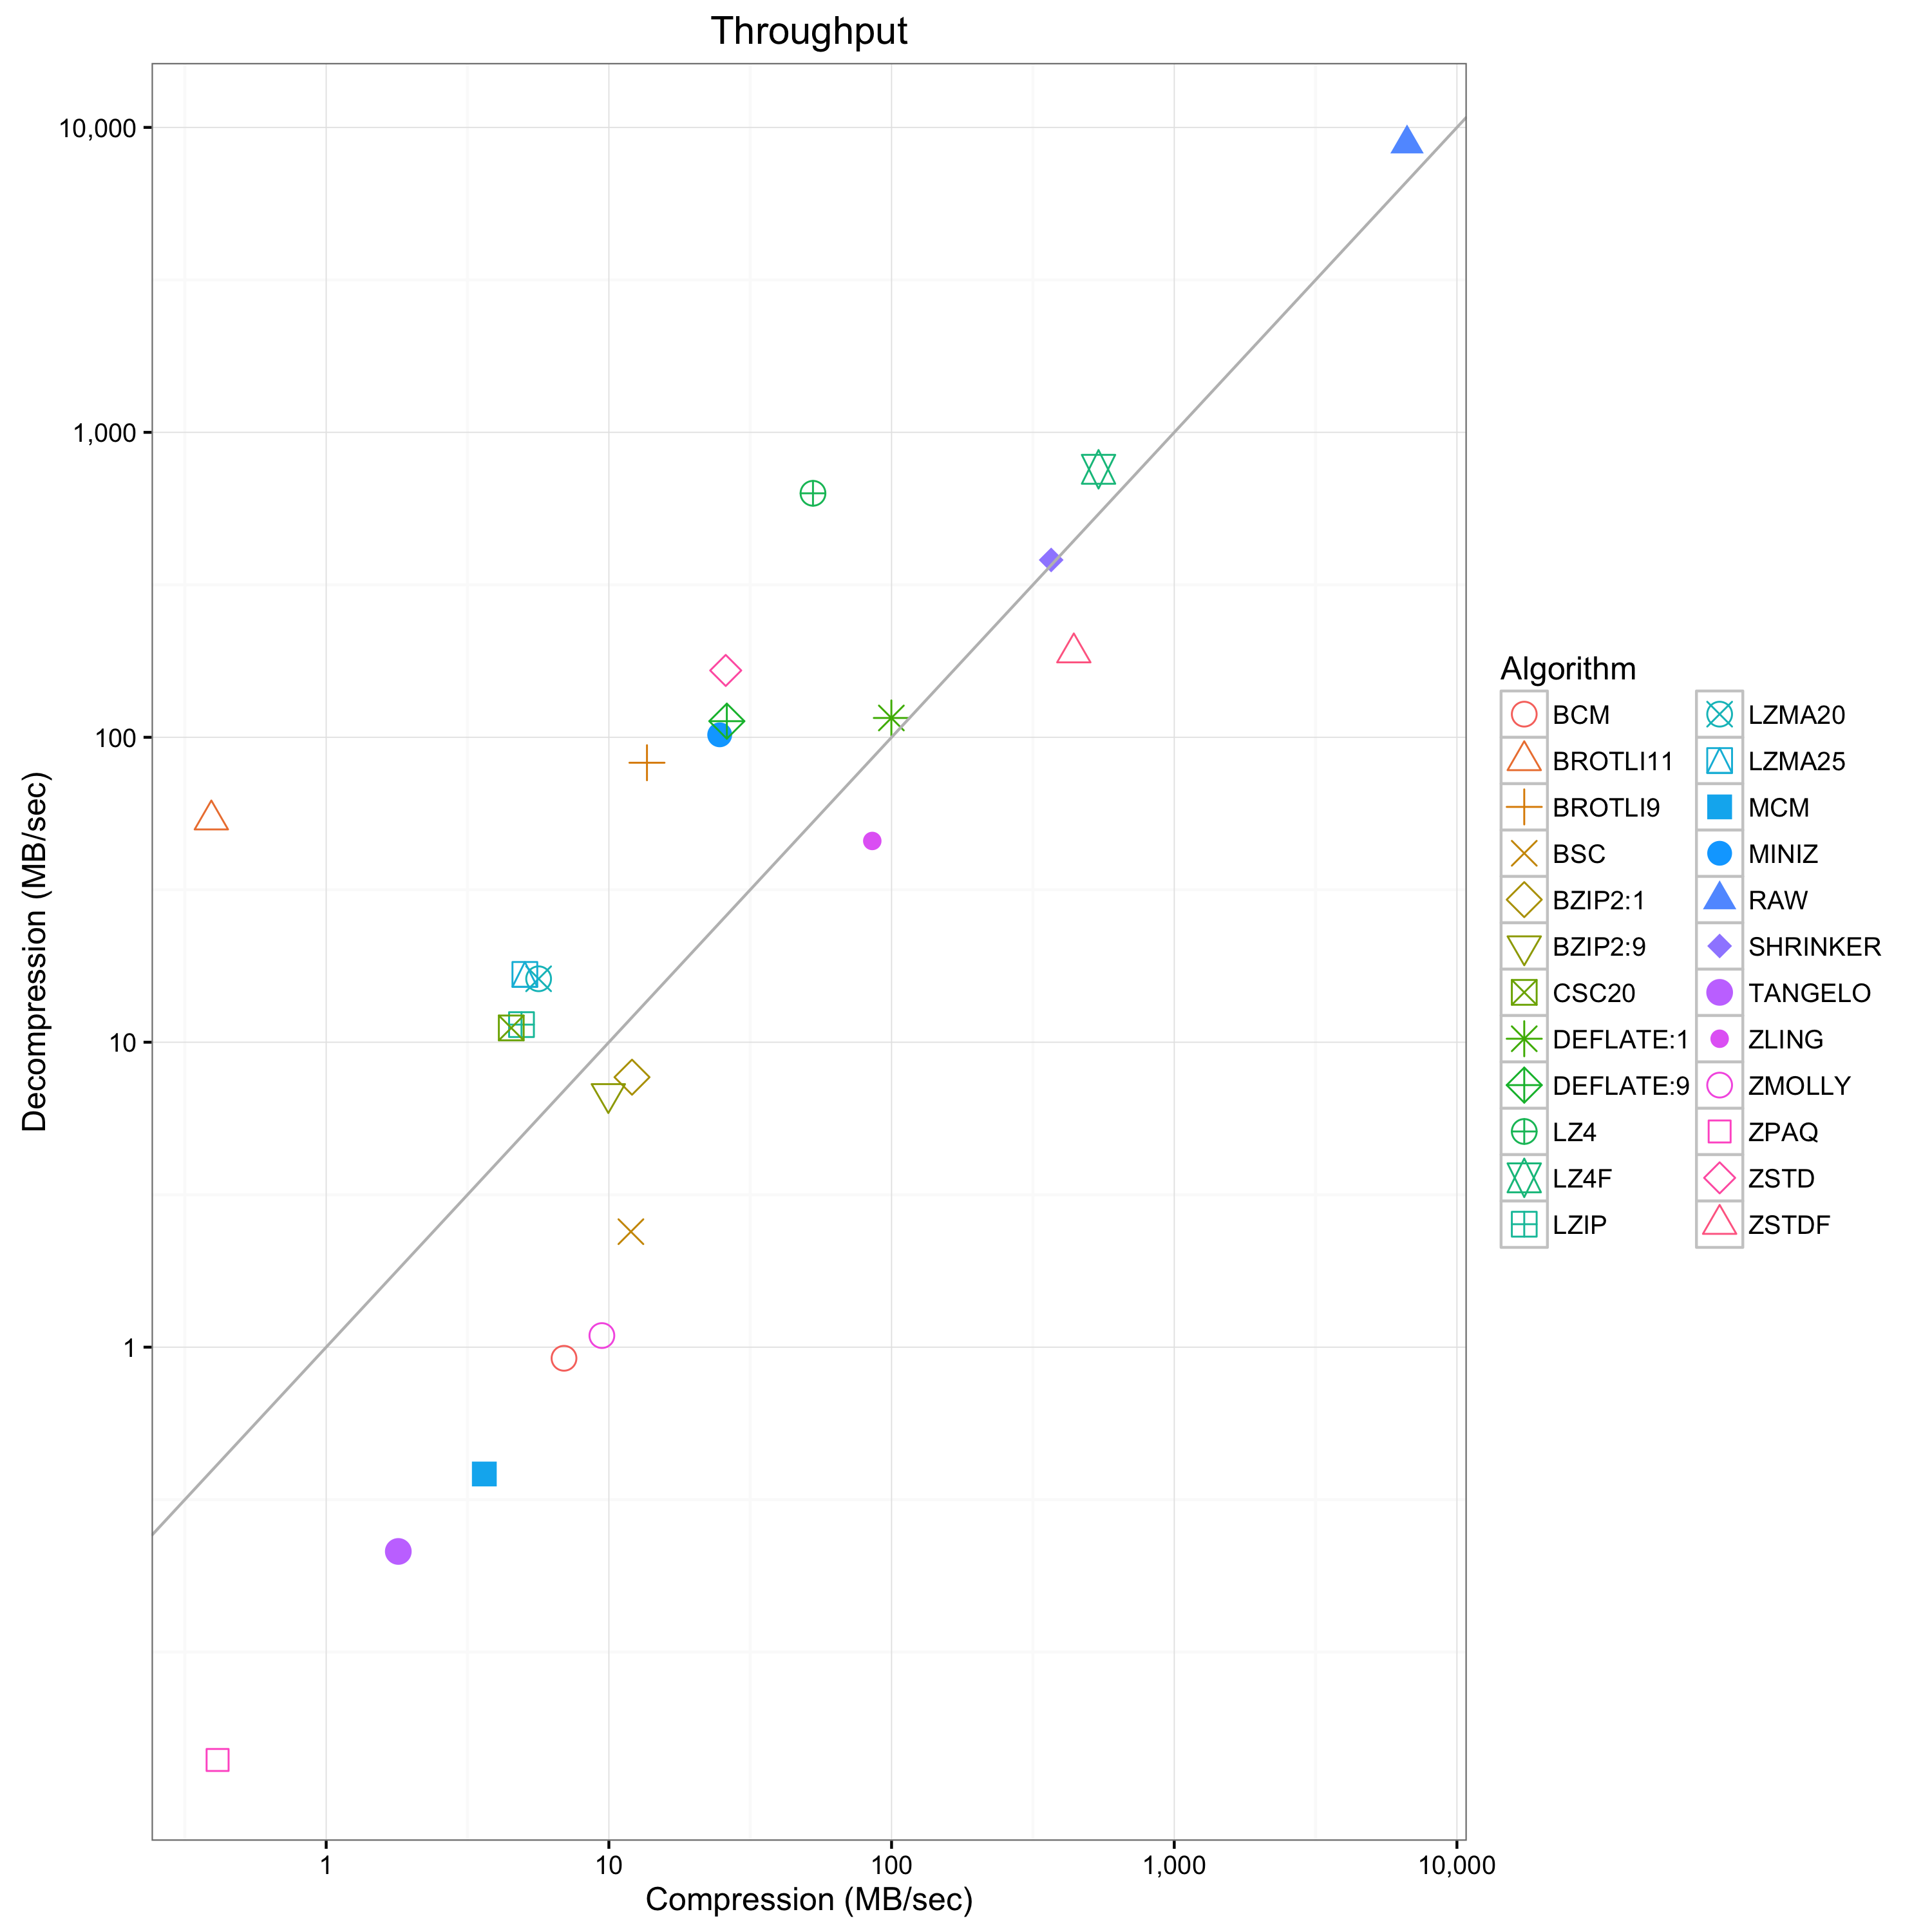 Throughput
10,000
1,000
100
10
1
Decompression (MB/sec)
1
10
100
1,000
10,000
Compression (MB/sec)
Algorithm
BCM
BROTLI11
BROTLI9
BSC
BZIP2:1
BZIP2:9
CSC20
DEFLATE:1
DEFLATE:9
LZ4
LZ4F
LZIP
LZMA20
LZMA25
MCM
MINIZ
RAW
SHRINKER
TANGELO
ZLING
ZMOLLY
ZPAQ
ZSTD
ZSTDF